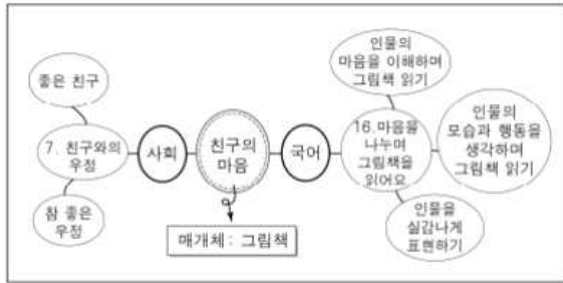 좋은 친구
7. 친구와의
우정
참 좋은
우정
사회
친구의
마음
매개체 : 그림책
국어
16.마음을
나누며
그림책을
읽어요
인물의
마음을 이해하며
그림책 읽기
인물의
모습과 행동을
생각하며
그림책 읽기
인물을
실감나게
표현하기